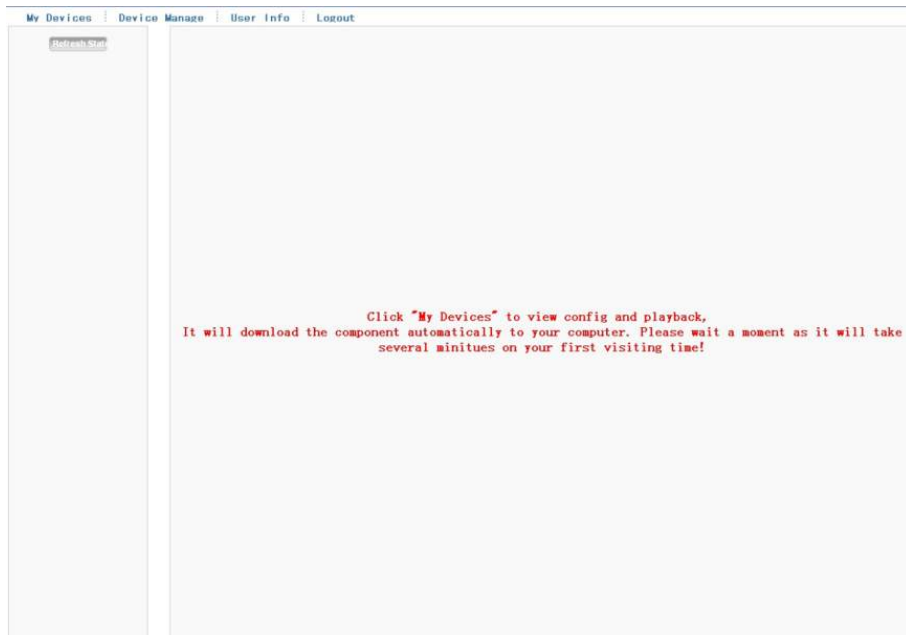 My Devices Device Manage User Info Logout
Refresh State
Click "My Devices" to view config and playback,
It will download the component automatically to your computer. Please wait a moment as it will take
several minitues on your first visiting time!